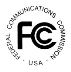 FEDERAL COMMUNICATIONS COMMISSION
FCC
USA